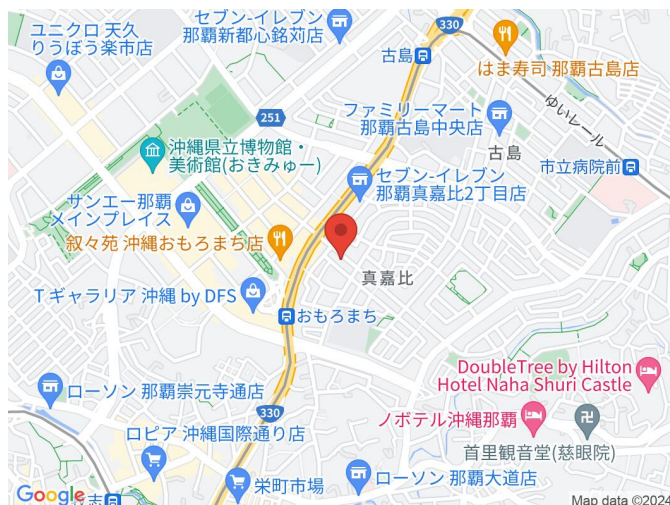 ユニクロ 天久
りうぼう楽市店
セブン-イレブン
那覇新都心銘苅店
330
古島
はま寿司 那覇古島店
251
ファミリーマート
那覇古島中央店
ゆいレール
沖縄県立博物館・
美術館(おきみゅー)
古島
市立病院前
セブン-イレブン
那覇真嘉比2丁目店
サンエー那覇
メインプレイス
叙々苑 沖縄おもろまち店
真嘉比
T ギャラリア 沖縄 by DFS
おもろまち
DoubleTree by Hilton
Hotel Naha Shuri Castle
ローソン 那覇崇元寺通店
330
ノボテル沖縄那覇
ロピア 沖縄国際通り店
首里観音堂(慈眼院)
栄町市場
ローソン 那覇大道店
Google
志
Map data ©2024